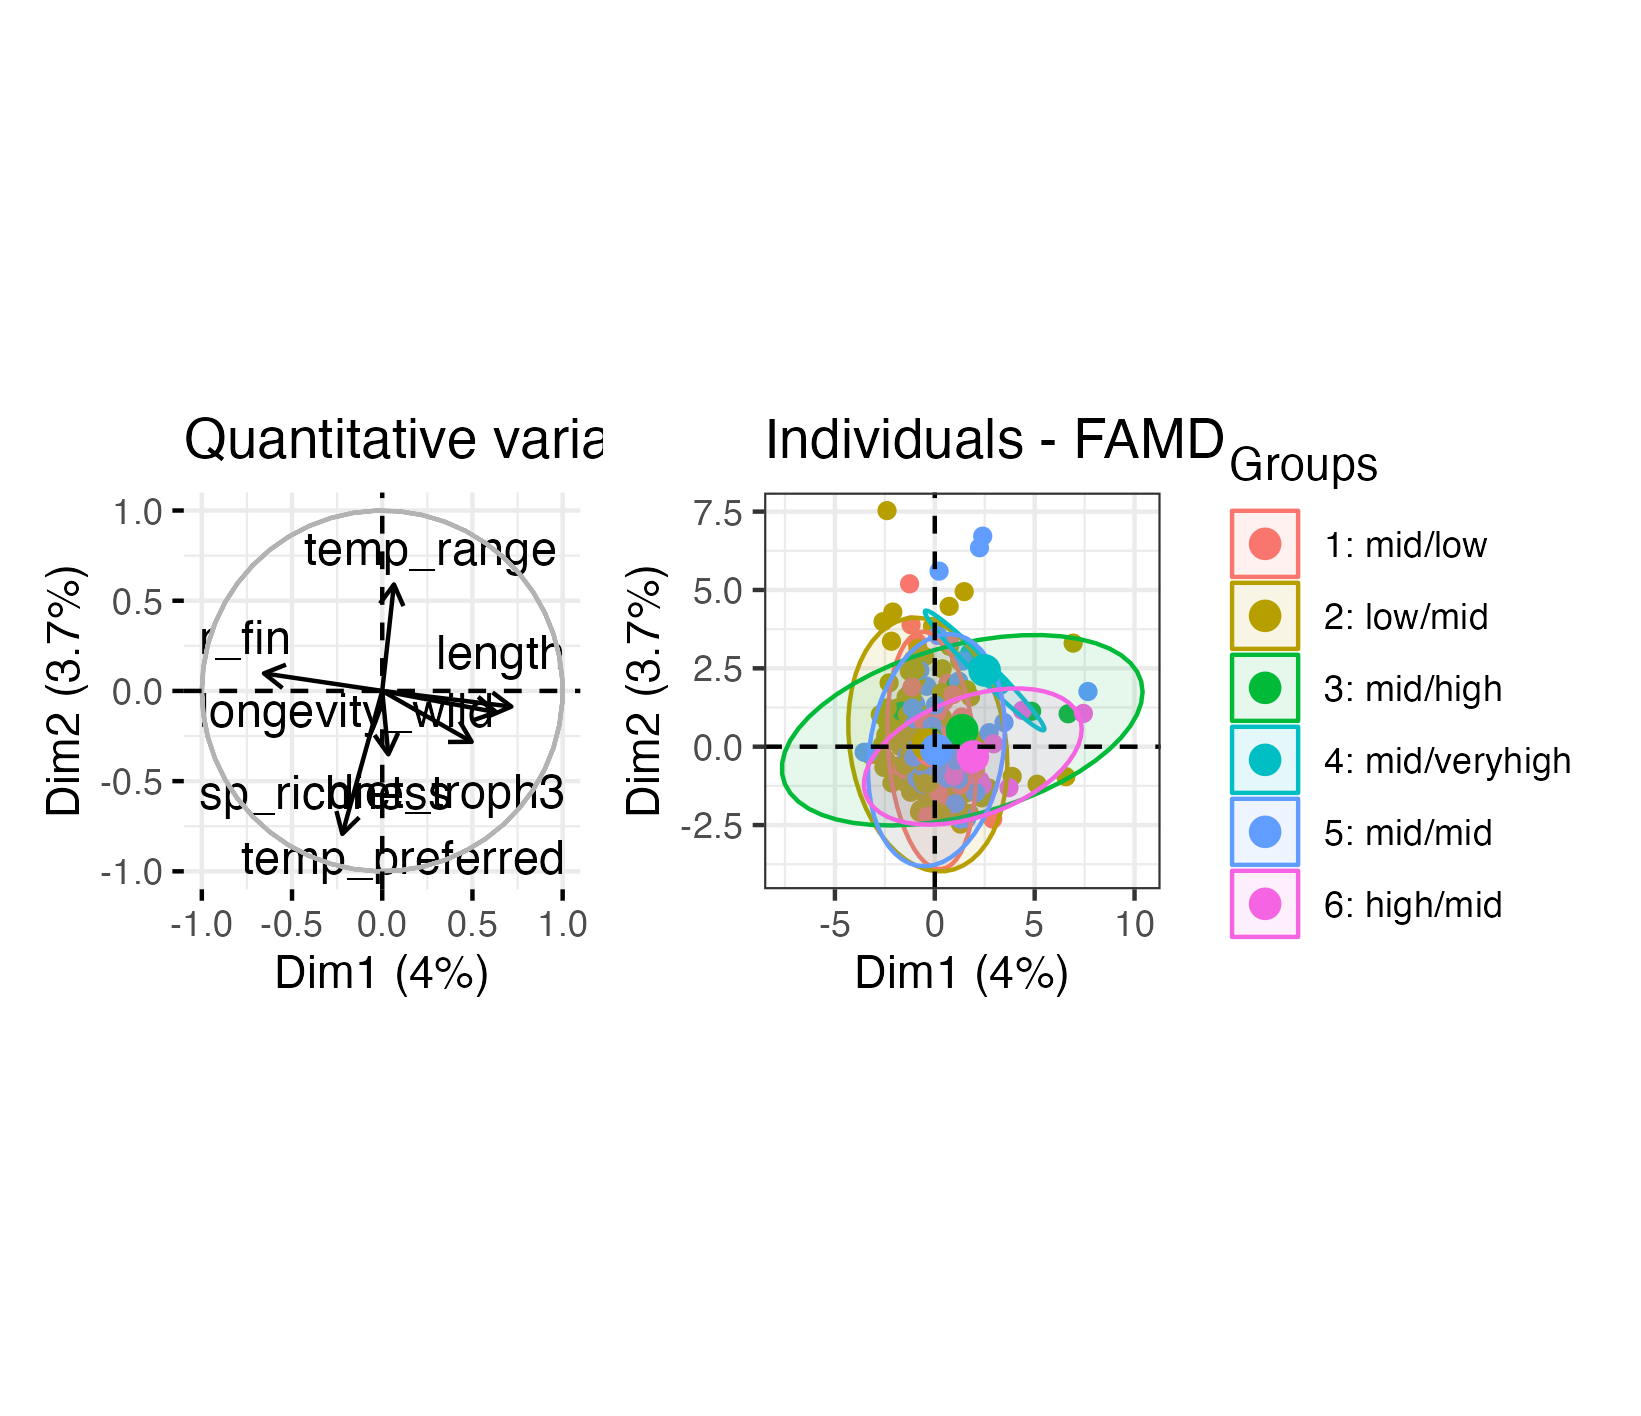 Quantitative varia
1.0
0.5
0.0
-0.5
-1.0
-1.0 -0.5 0.0 0.5 1.0
Dim2 (3.7%)
Dim1 (4%)
temp_range
r_fin
length
longevity_wild
sp_richness
troph3
temp_preferred
Individuals - FAMD
7.5
5.0
2.5
0.0
-2.5
-5 0 5 10
Dim2 (3.7%)
Dim1 (4%)
Groups
1: mid/low
2: low/mid
3: mid/high
4: mid/veryhigh
5: mid/mid
6: high/mid